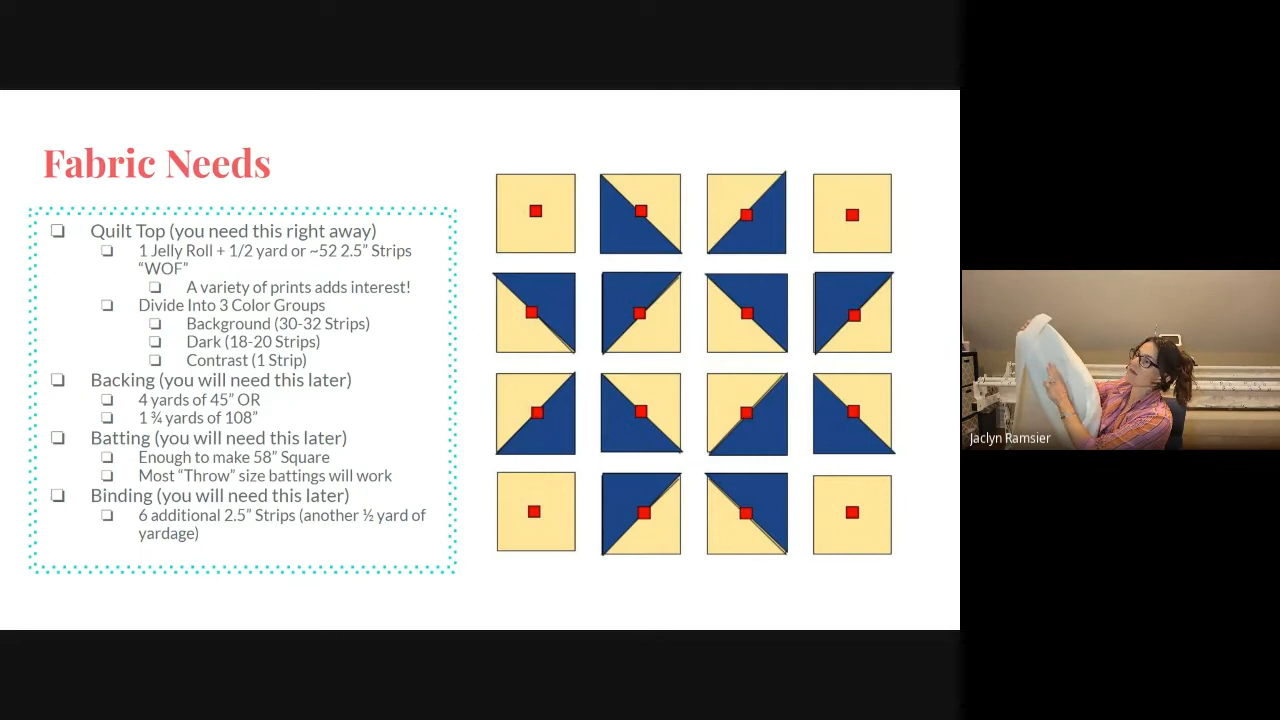 Fabric Needs
Quilt Top (you need this right away)
1 Jelly Roll + 1/2 yard or ~52 2.5” Strips
“WOF”
A variety of prints adds interest!
Divide Into 3 Color Groups
Background (30-32 Strips)
Dark (18-20 Strips)
Contrast (1 Strip)
Backing (you will need this later)
4 yards of 45” OR
1 ¾ yards of 108”
Batting (you will need this later)
Enough to make 58” Square
Most “Throw” size battings will work
Binding (you will need this later)
6 additional 2.5” Strips (another ½ yard of
yardage)
Jaclyn Ramsier